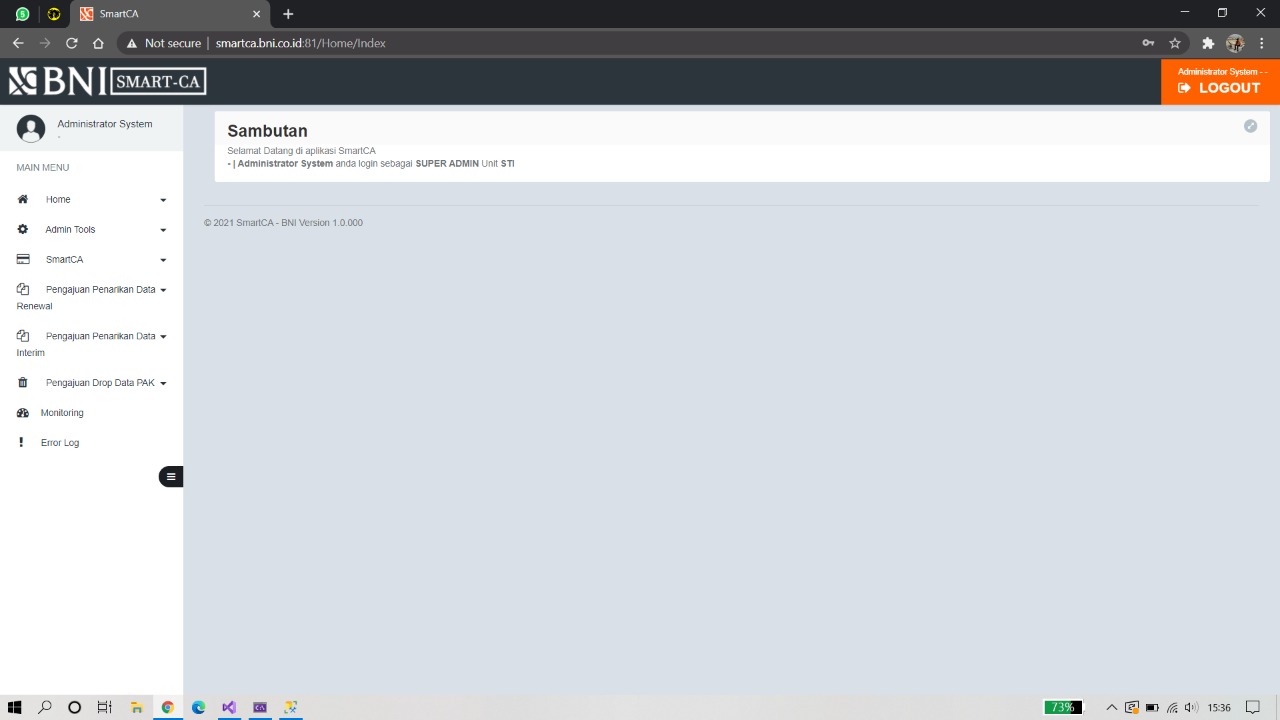 5
SmartCA
Not secure | smartca.bni.co.id:81/Home/Index
BNI SMART-CA
Administrator System - -
LOGOUT
Administrator System
-
MAIN MENU
Home
Admin Tools
SmartCA
Pengajuan Penarikan Data
Renewal
Pengajuan Penarikan Data
Interim
Pengajuan Drop Data PAK
Monitoring
Error Log
Sambutan
Selamat Datang di aplikasi SmartCA
- | Administrator System anda login sebagai SUPER ADMIN Unit STI
© 2021 SmartCA - BNI Version 1.0.000
73%
15:36